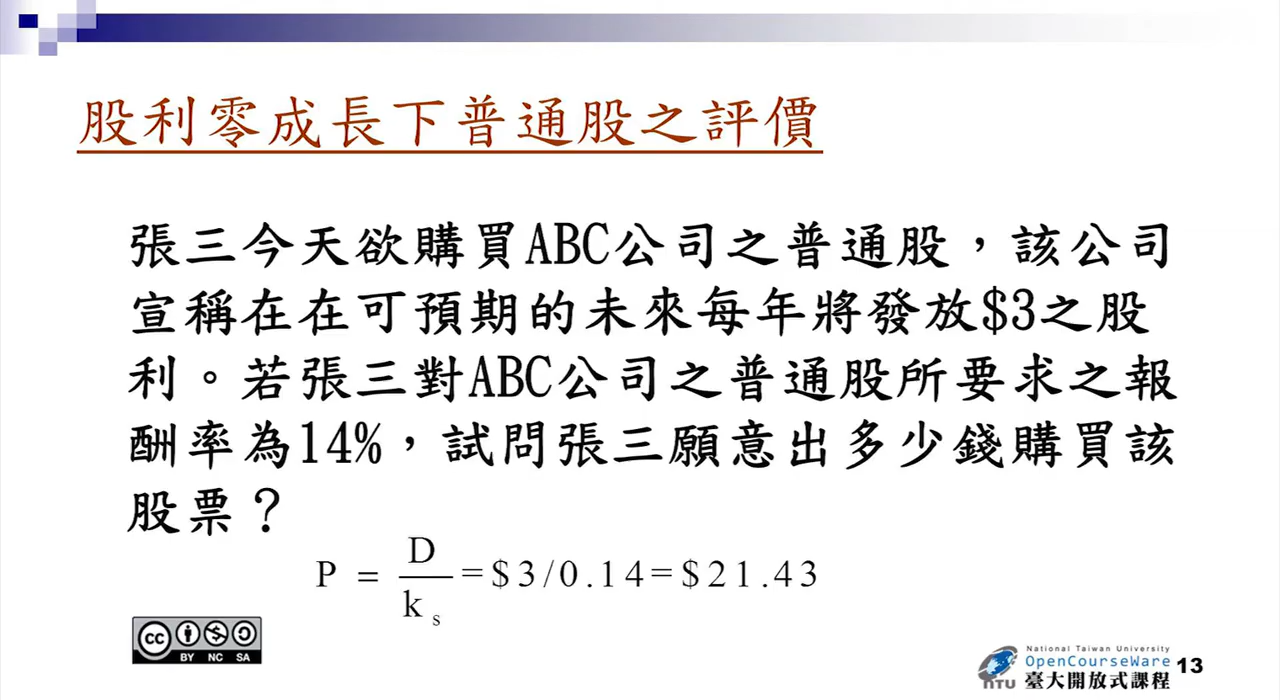 股利零成長下普通股之評價
張三今天欲購買ABC公司之普通股，該公司
宣稱在在可預期的未來每年將發放$3之股
利。若張三對ABC公司之普通股所要求之報
酬率為14%，試問張三願意出多少錢購買該
股票？
P = D/k s =$3/0.14=$21.43
cc BY NC SA
NTU National Taiwan University
OpenCourseWare
臺大開放式課程 13